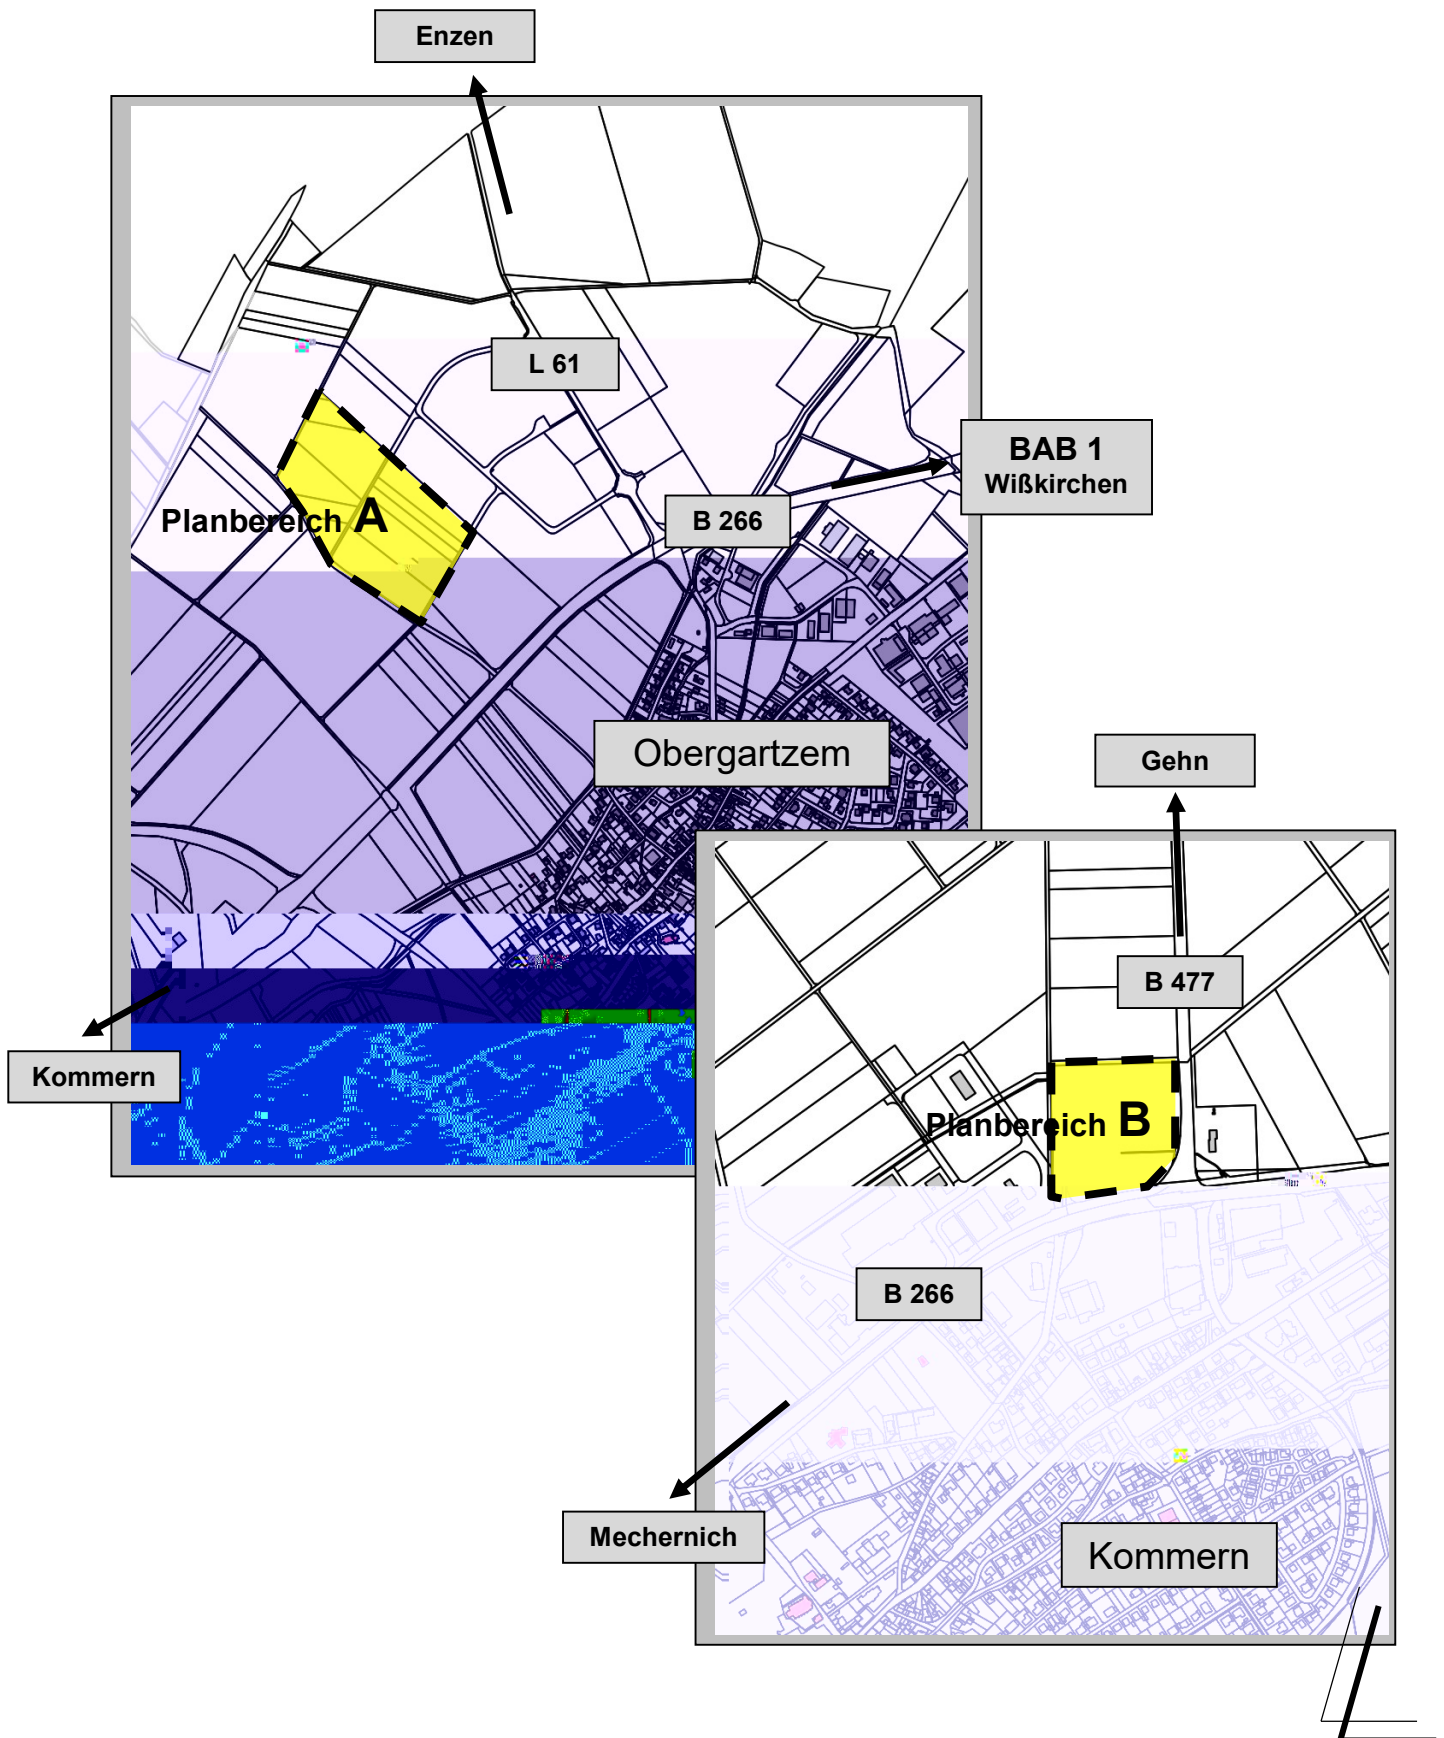 Enzen
L 61
BAB 1
Wißkirchen
B 266
Planbereich A
Obergartzem
Gehn
B 477
Kommern
Planbereich B
B 266
Mechernich
Kommern